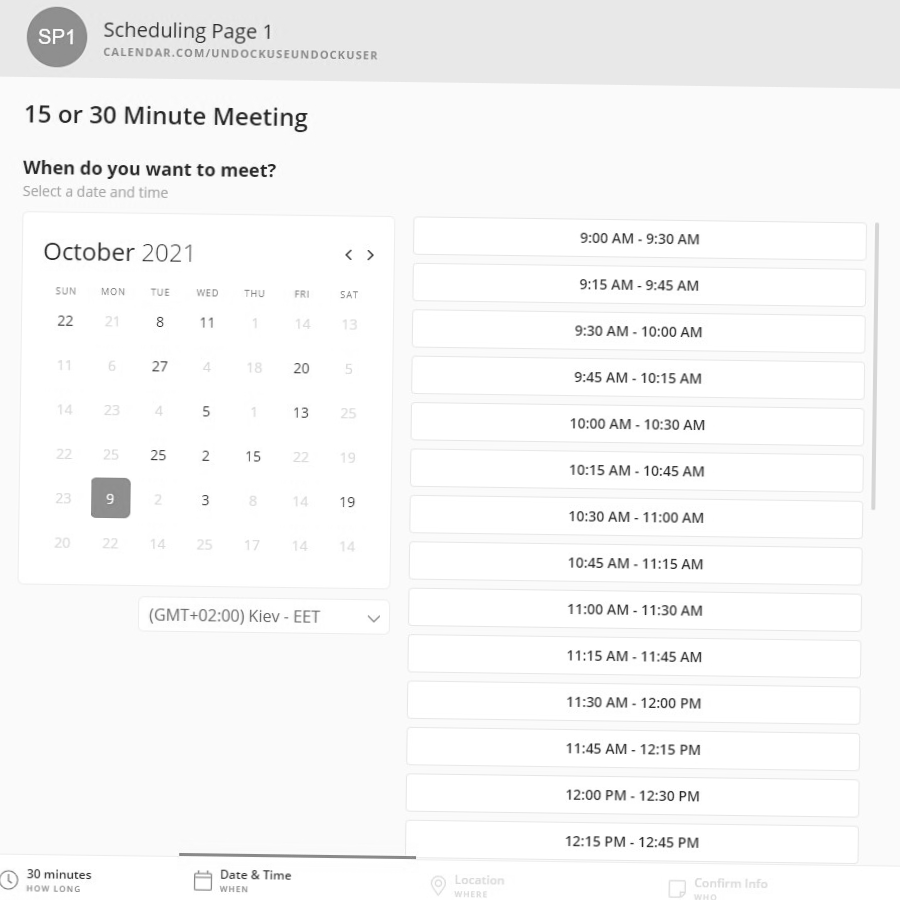 SP1
Scheduling Page 1
CALENDAR.COM/UNDOCKUSEUNDOCKUSER
15 or 30 Minute Meeting
When do you want to meet?
Select a date and time
October 2021
SUN MON TUE WED THU FRI SAT
22 21 8 11 1 14 13
11 6 27 4 18 20 5
14 23 4 5 1 13 25
22 25 25 2 15 22 19
23 9 2 3 8 14 19
20 22 14 25 17 14 14
(GMT+02:00) Kiev - EET
9:00 AM - 9:30 AM
9:15 AM - 9:45 AM
9:30 AM - 10:00 AM
9:45 AM - 10:15 AM
10:00 AM - 10:30 AM
10:15 AM - 10:45 AM
10:30 AM - 11:00 AM
10:45 AM - 11:15 AM
11:00 AM - 11:30 AM
11:15 AM - 11:45 AM
11:30 AM - 12:00 PM
11:45 AM - 12:15 PM
12:00 PM - 12:30 PM
12:15 PM - 12:45 PM
30 minutes
HOW LONG
Date & Time
WHEN
Location
WHERE
Confirm Info
WHO